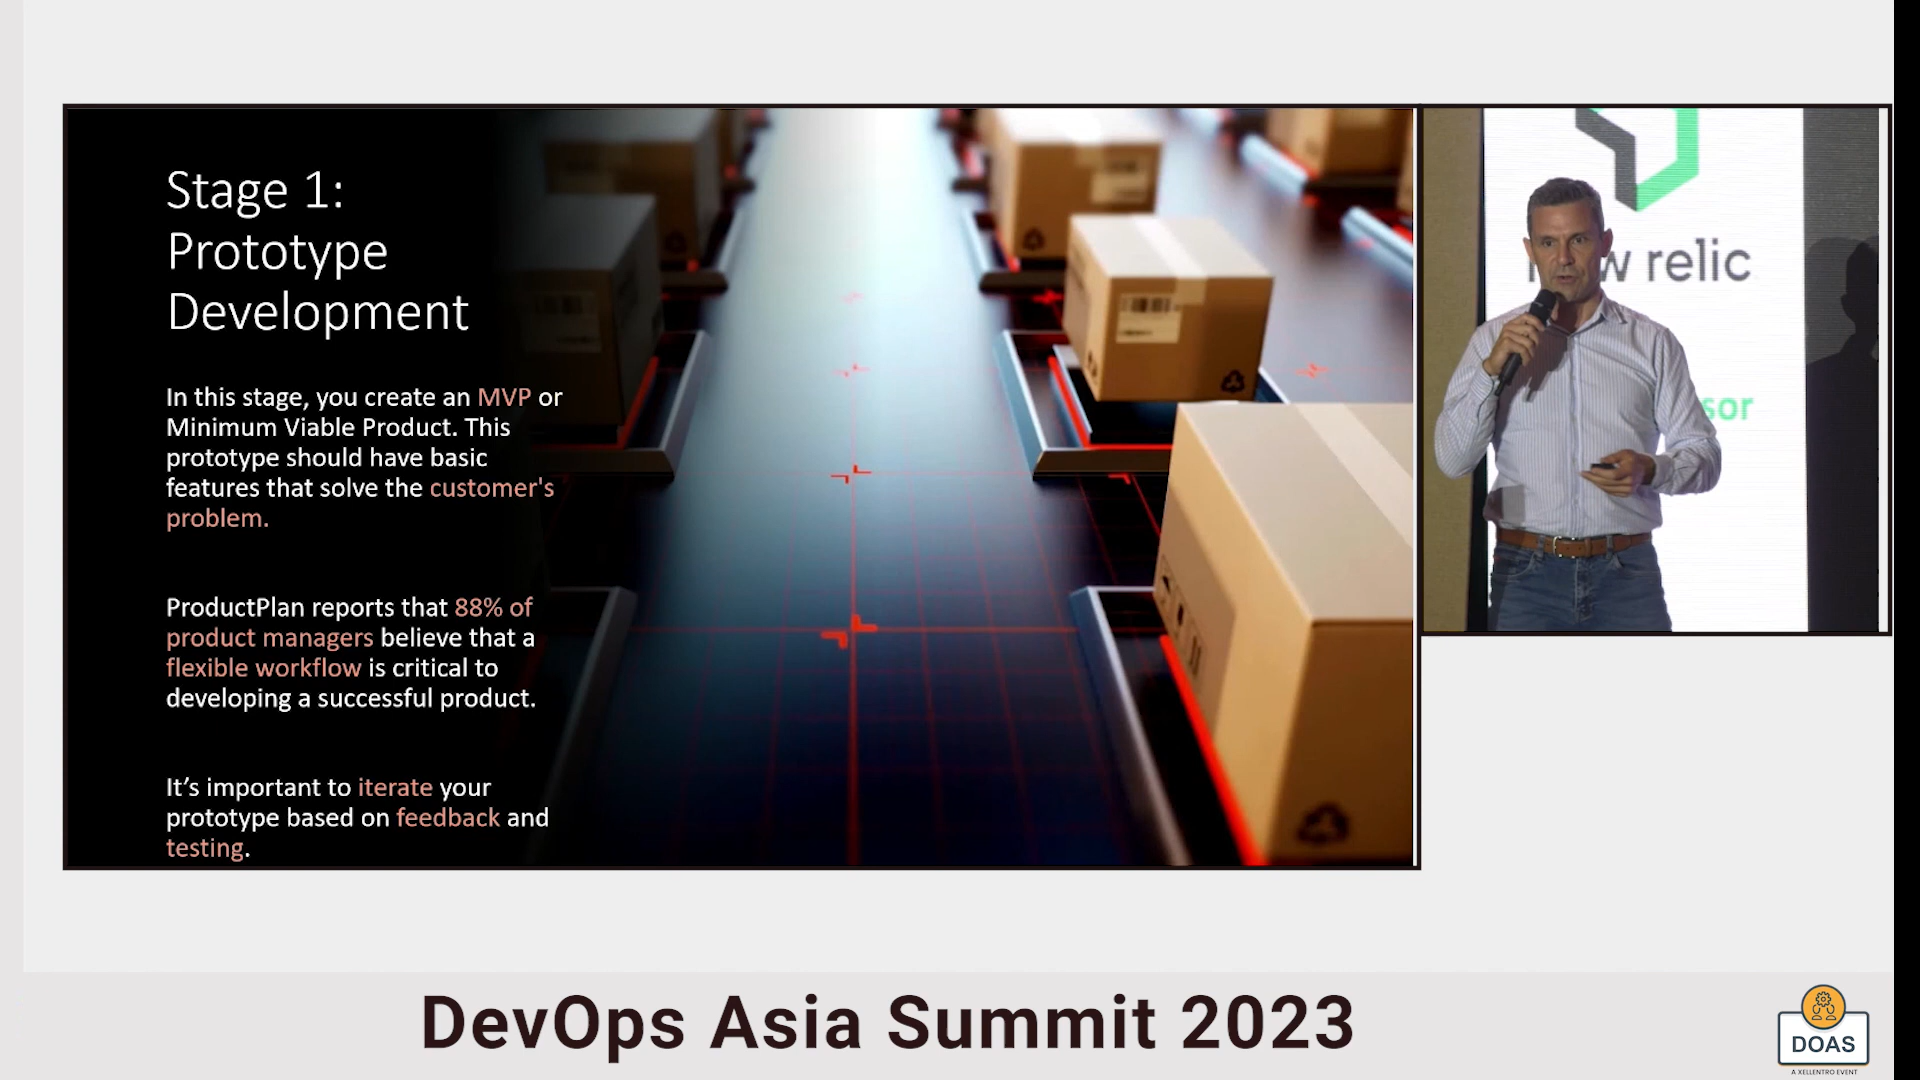 Stage 1:
Prototype
Development
In this stage, you create an MVP or
Minimum Viable Product. This
prototype should have basic
features that solve the customer's
problem.
ProductPlan reports that 88% of
product managers believe that a
flexible workflow is critical to
developing a successful product.
It’s important to iterate your
prototype based on feedback and
testing.
relic
DevOps Asia Summit 2023
DOAS
A XELLENTRO EVENT